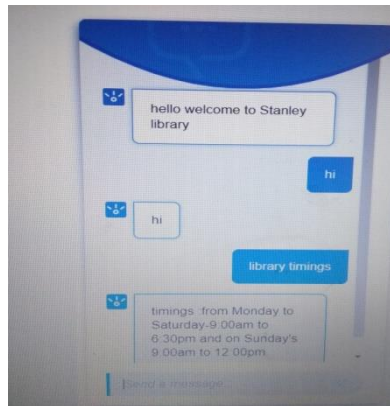 hello welcome to Stanley
library
hi
hi
library timings
timings :from Monday to
Saturday-9:00am to
6:30pm and on Sunday's
9:00am to 12:00pm.
Send a message...